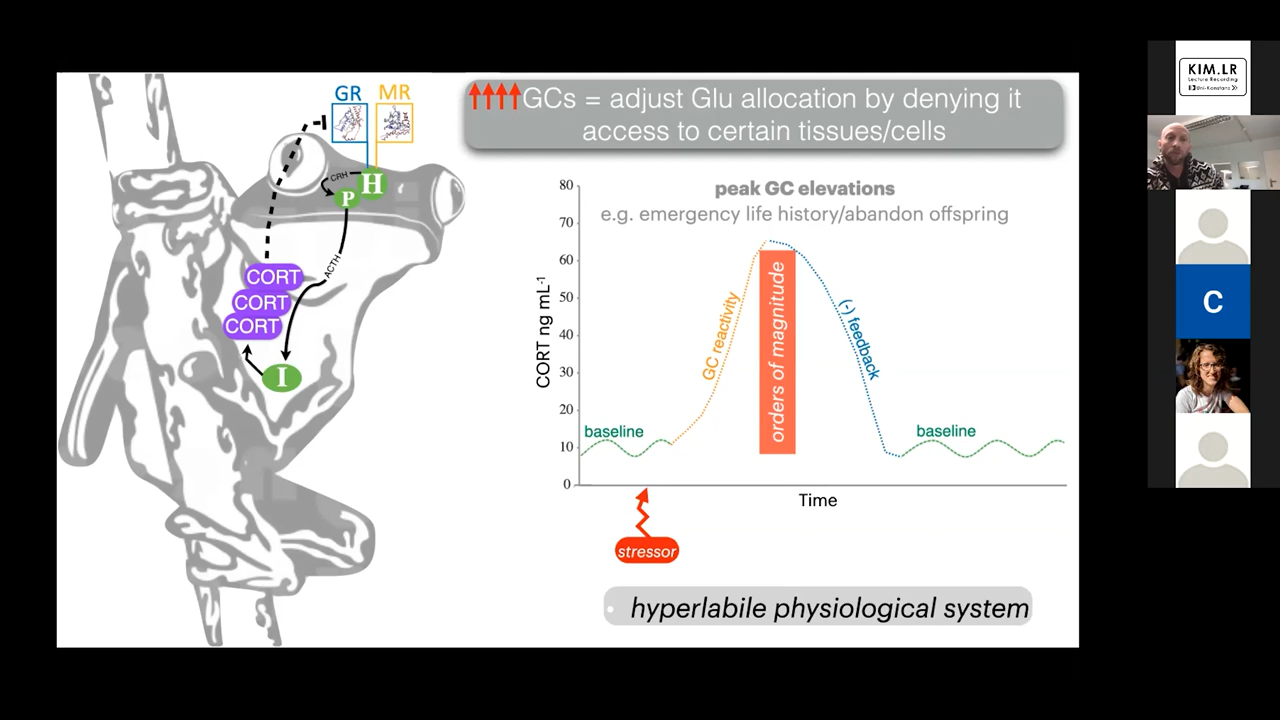 GR MR
↑↑↑↑GCs = adjust Glu allocation by denying it
access to certain tissues/cells
CRH
H
P
ACTH
CORT
CORT
CORT
I
peak GC elevations
e.g. emergency life history/abandon offspring
CORT ng mL-1
80
70
60
50
40
30
20
10
0
GC reactivity
orders of magnitude
(-) feedback
baseline
baseline
Time
stressor
• hyperlabile physiological system
KIM.LR
Lecture Recording
Uni-Konstanz
C